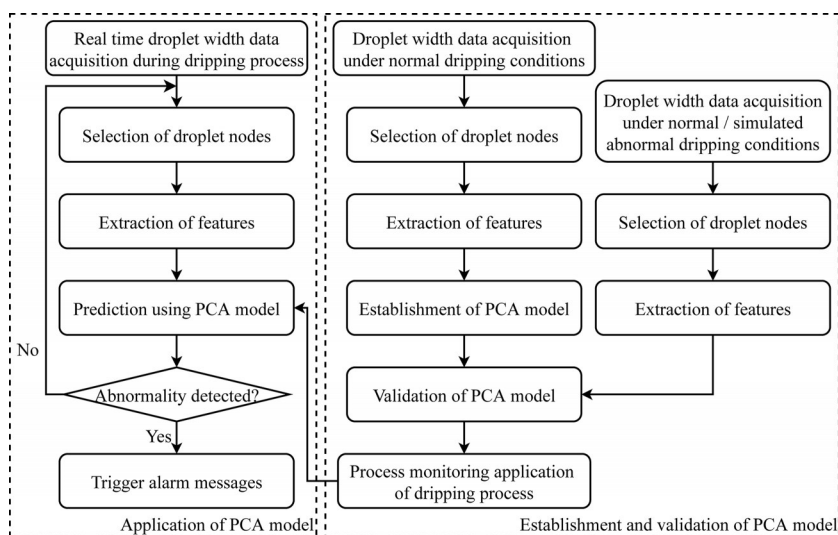 Real time droplet width data
acquisition during dripping process
Selection of droplet nodes
Extraction of features
Prediction using PCA model
No
Abnormality detected?
Yes
Trigger alarm messages
Application of PCA model
Droplet width data acquisition
under normal dripping conditions
Selection of droplet nodes
Extraction of features
Establishment of PCA model
Validation of PCA model
Process monitoring application
of dripping process
Droplet width data acquisition
under normal / simulated
abnormal dripping conditions
Selection of droplet nodes
Extraction of features
Establishment and validation of PCA model